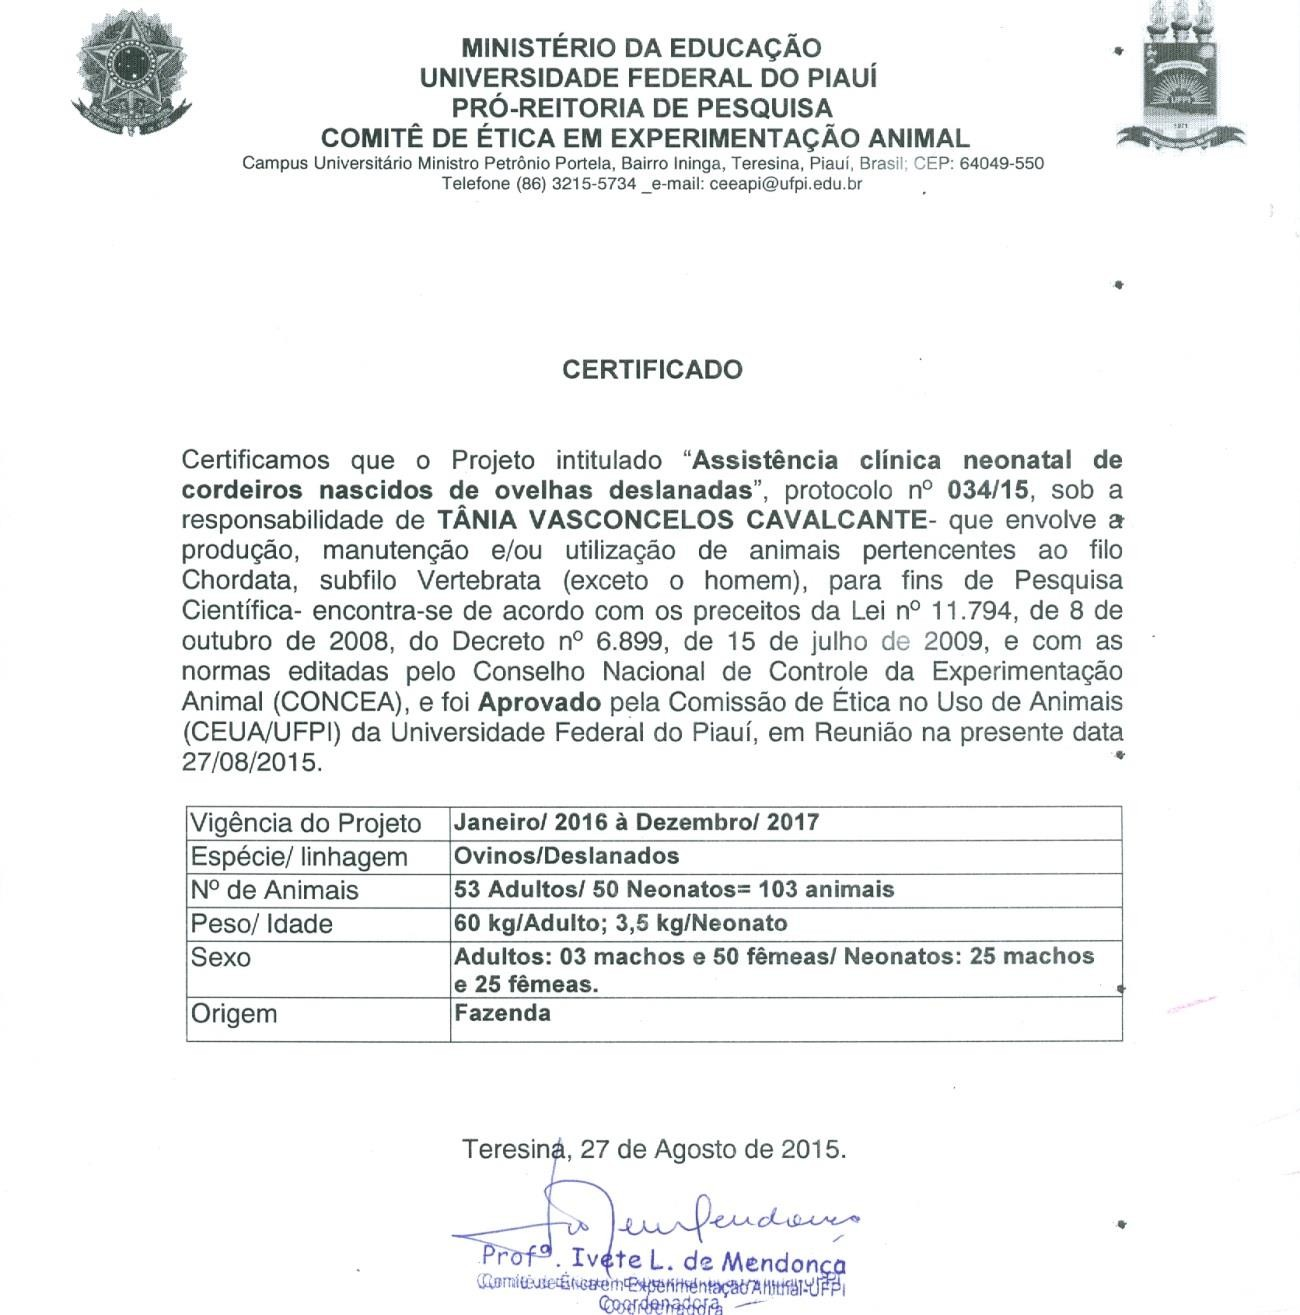 MINISTÉRIO DA EDUCAÇÃO
UNIVERSIDADE FEDERAL DO PIAUÍ
PRÓ-REITORIA DE PESQUISA
COMITÊ DE ÉTICA EM EXPERIMENTAÇÃO ANIMAL
Campus Universitário Ministro Petrônio Portela, Bairro Ininga, Teresina, Piauí, Brasil; CEP: 64049-550
Telefone (86) 3215-5734 _e-mail: ceeapi@ufpi.edu.br
UFPI
1971
CERTIFICADO
Certificamos que o Projeto intitulado “Assistência clínica neonatal de
cordeiros nascidos de ovelhas deslanadas”, protocolo nº 034/15, sob a
responsabilidade de TÂNIA VASCONCELOS CAVALCANTE- que envolve a
produção, manutenção e/ou utilização de animais pertencentes ao filo
Chordata, subfilo Vertebrata (exceto o homem), para fins de Pesquisa
Científica- encontra-se de acordo com os preceitos da Lei nº 11.794, de 8 de
outubro de 2008, do Decreto nº 6.899, de 15 de julho de 2009, e com as
normas editadas pelo Conselho Nacional de Controle da Experimentação
Animal (CONCEA), e foi Aprovado pela Comissão de Ética no Uso de Animais
(CEUA/UFPI) da Universidade Federal do Piauí, em Reunião na presente data
27/08/2015.
Vigência do Projeto Janeiro/ 2016 à Dezembro/ 2017
Espécie/ linhagem Ovinos/Deslanados
Nº de Animais 53 Adultos/ 50 Neonatos= 103 animais
Peso/ Idade 60 kg/Adulto; 3,5 kg/Neonato
Sexo Adultos: 03 machos e 50 fêmeas/ Neonatos: 25 machos
e 25 fêmeas.
Origem Fazenda
Teresina, 27 de Agosto de 2015.
Profª. Ivete L. de Mendonça
Comitê de Ética em Experimentação Animal-UFPI
Coordenadora